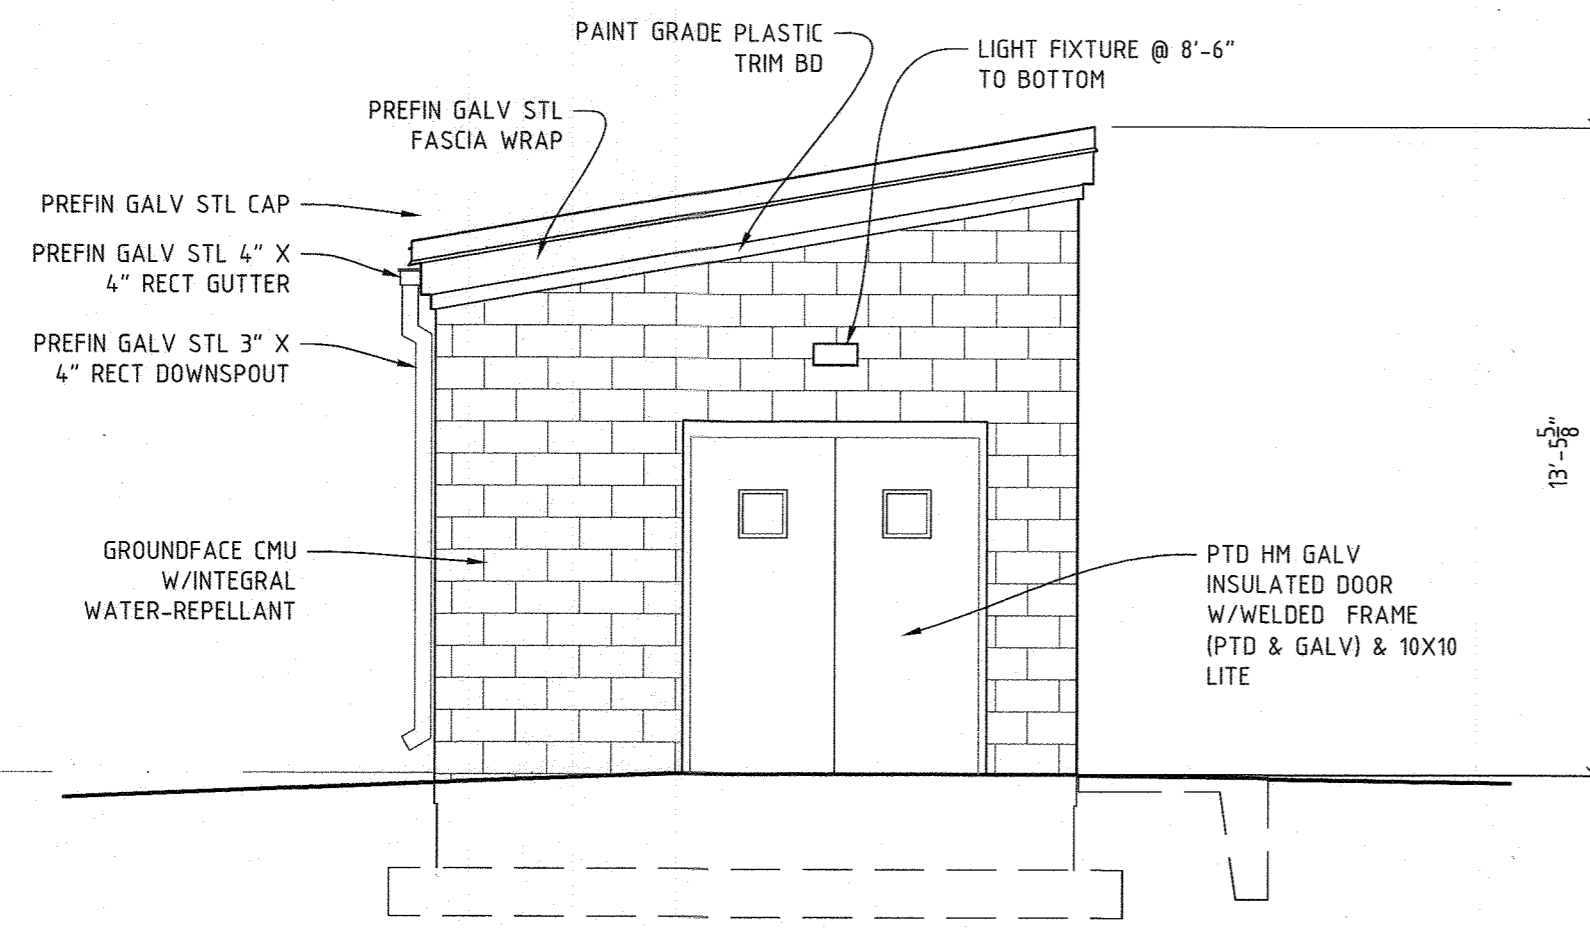 PAINT GRADE PLASTIC
TRIM BD
LIGHT FIXTURE @ 8'-6"
TO BOTTOM
PREFIN GALV STL
FASCIA WRAP
PREFIN GALV STL CAP
PREFIN GALV STL 4" X
4" RECT GUTTER
PREFIN GALV STL 3" X
4" RECT DOWNSPOUT
13'-5 5/8"
GROUNDFACE CMU
W/INTEGRAL
WATER-REPELLANT
PTD HM GALV
INSULATED DOOR
W/WELDED FRAME
(PTD & GALV) & 10X10
LITE